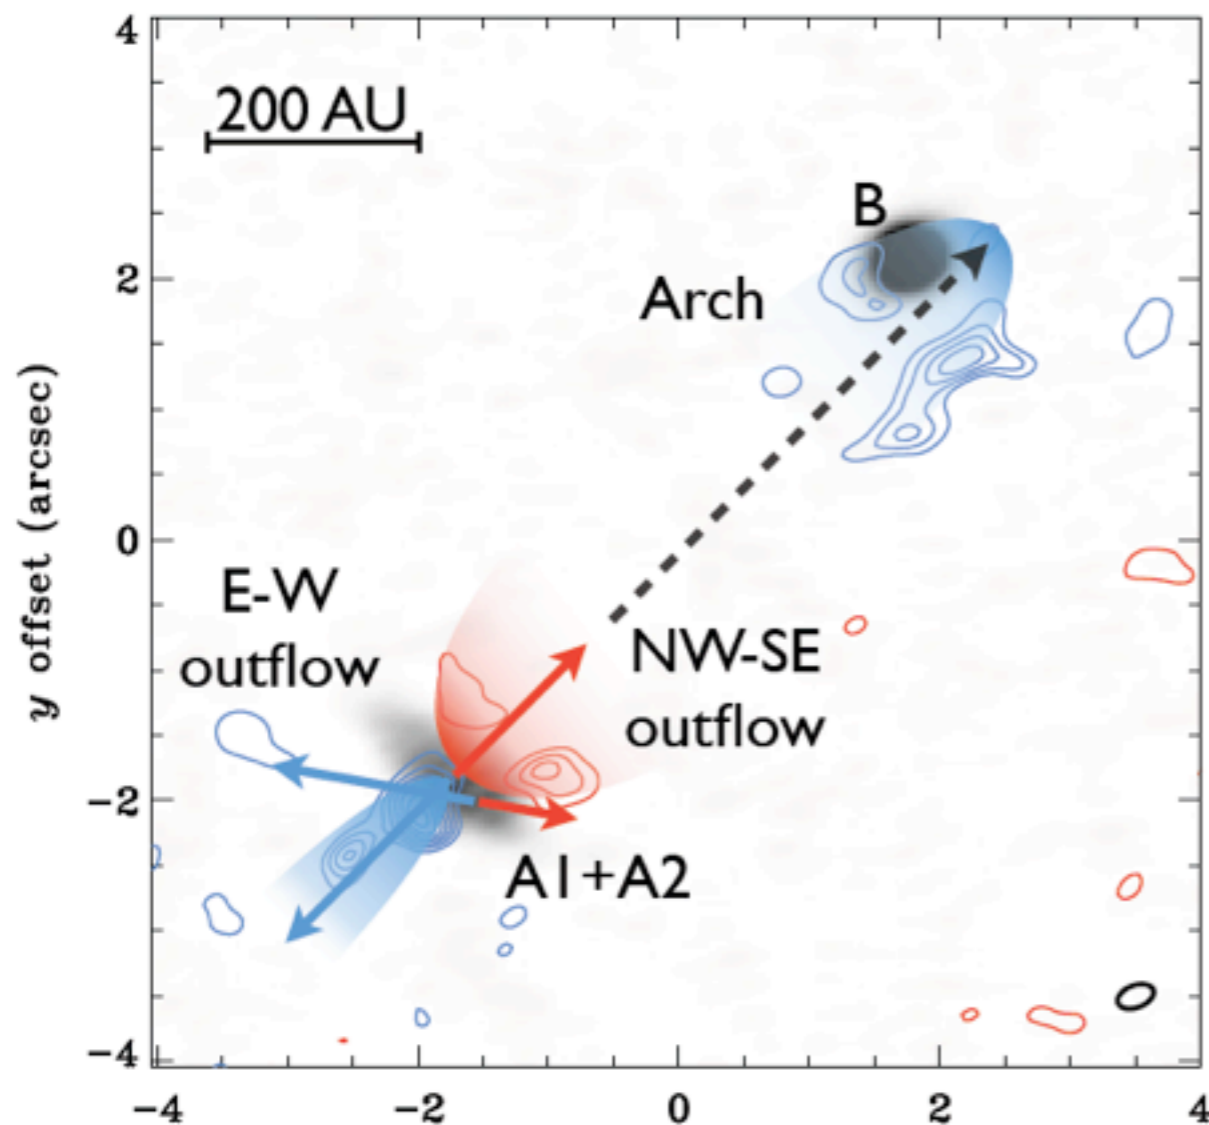 4
200 AU
B
2
Arch
y offset (arcsec)
0
E-W
outflow
NW-SE
outflow
−2
A1+A2
−4
−4 −2 0 2 4